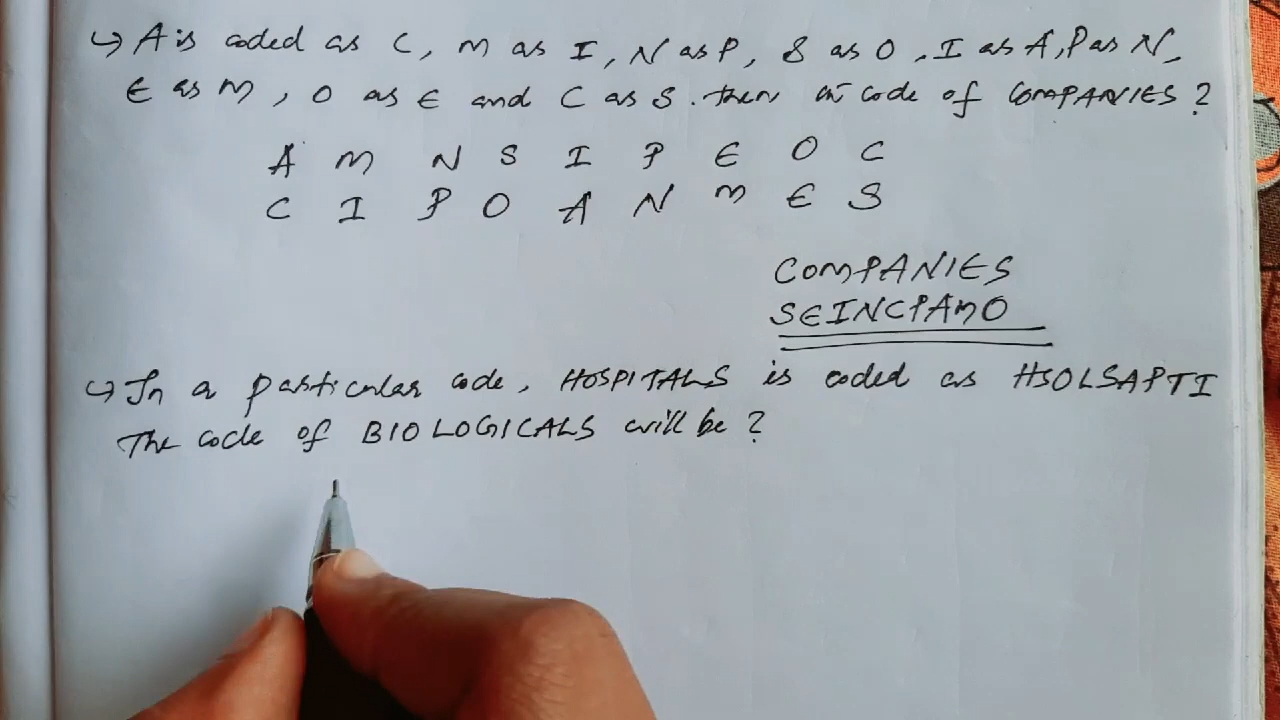 ↪ A is coded as C, M as I, N as P, S as O, I as A, P as N,
E as M, O as E and C as S. then code of COMPANIES?
A M N S I P E O C
C I P O A N M E S
COMPANIES
SEINCPAMO
↪ In a particular code, HOSPITALS is coded as HSOLSAPTI
The code of BIOLOGICALS will be?